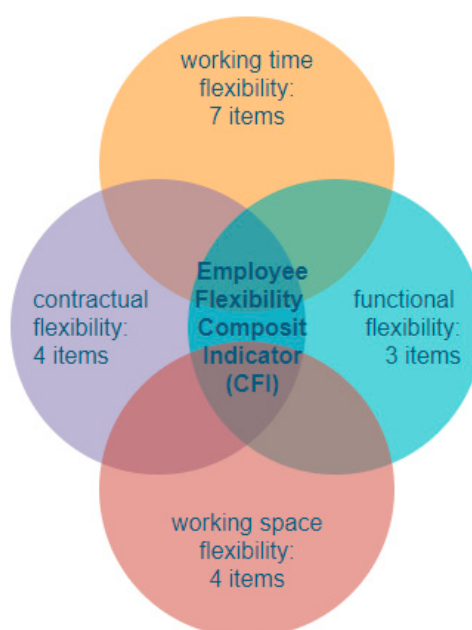 working time
flexibility:
7 items
contractual
flexibility:
4 items
Employee
Flexibility
Composit
Indicator
(CFI)
functional
flexibility:
3 items
working space
flexibility:
4 items